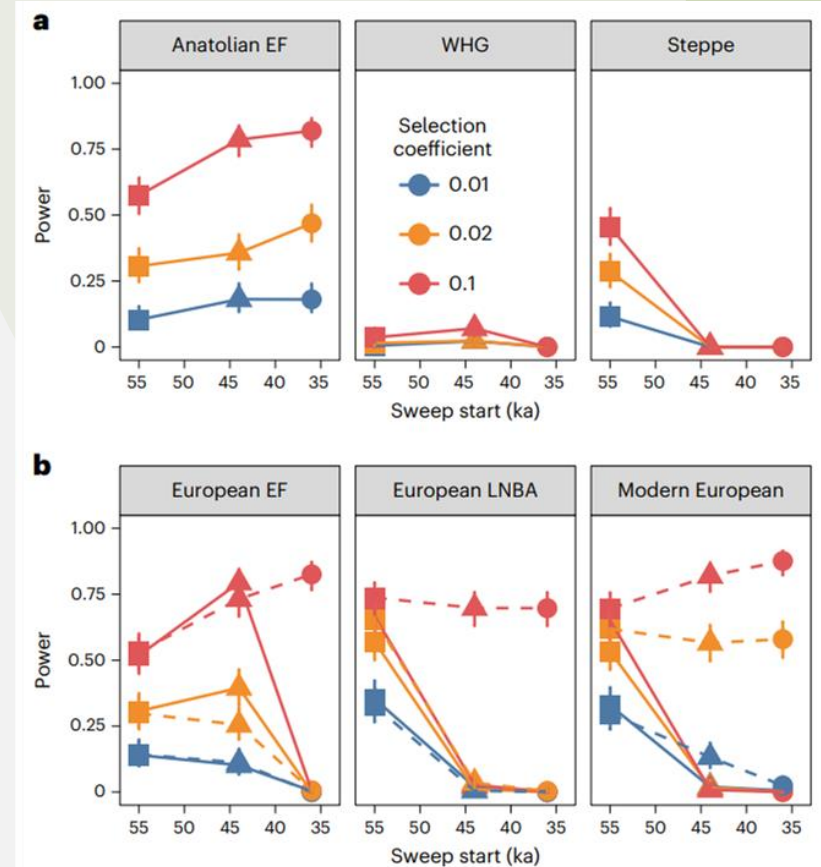 a
Anatolian EF WHG Steppe
1.00
0.75
0.50
0.25
0
Power
Selection
coefficient
0.01
0.02
0.1
55 50 45 40 35 55 50 45 40 35 55 50 45 40 35
Sweep start (ka)
b
European EF European LNBA Modern European
1.00
0.75
0.50
0.25
0
Power
55 50 45 40 35 55 50 45 40 35 55 50 45 40 35
Sweep start (ka)